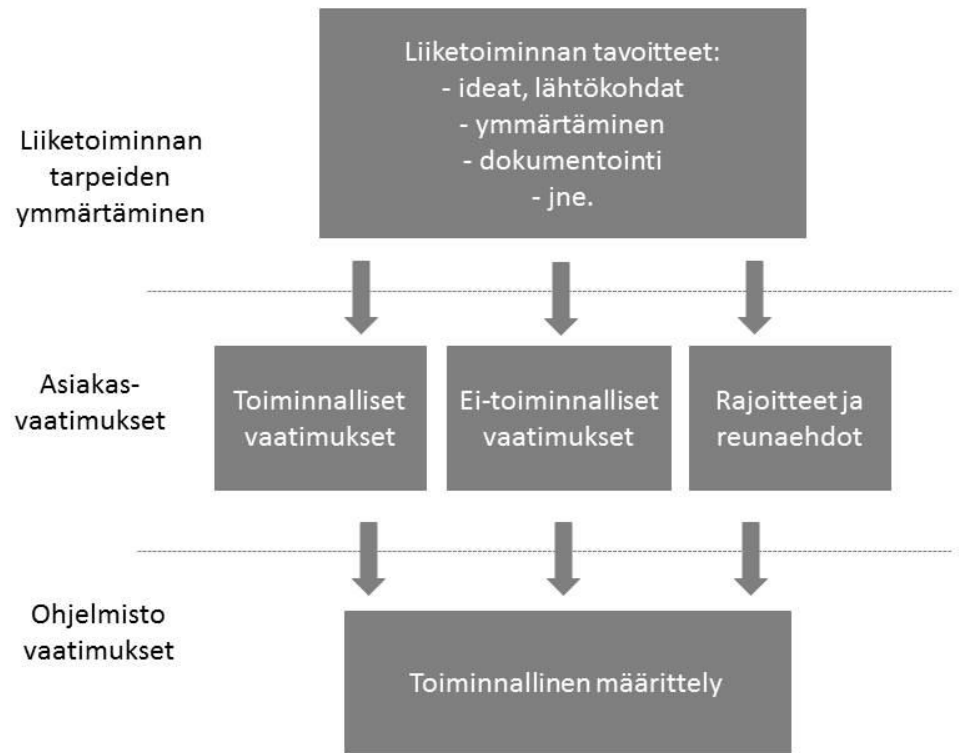 Liiketoiminnan tavoitteet:
- ideat, lähtökohdat
- ymmärtäminen
- dokumentointi
- jne.
Liiketoiminnan
tarpeiden
ymmärtäminen
Asiakas-
vaatimukset
Toiminnalliset
vaatimukset
Ei-toiminnalliset
vaatimukset
Rajoitteet ja
reunaehdot
Ohjelmisto
vaatimukset
Toiminnallinen määrittely